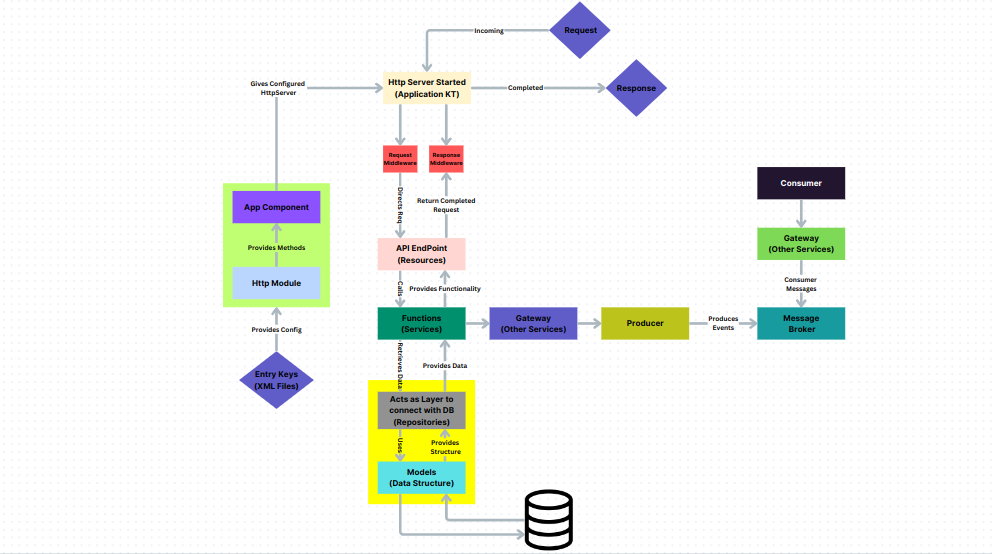 Request
Incoming
Http Server Started
(Application KT)
Completed
Response
Gives Configured
HttpServer
Request
Middleware
Response
Middleware
Directs Req
Return Completed
Request
Consumer
App Component
Provides Methods
Http Module
API EndPoint
(Resources)
Gateway
(Other Services)
Calls
Provides Functionality
Consumer
Messages
Functions
(Services)
Gateway
(Other Services)
Producer
Produces
Events
Message
Broker
Provides Config
Entry Keys
(XML Files)
Retrieves Data
Provides Data
Acts as Layer to
connect with DB
(Repositories)
Uses
Provides
Structure
Models
(Data Structure)